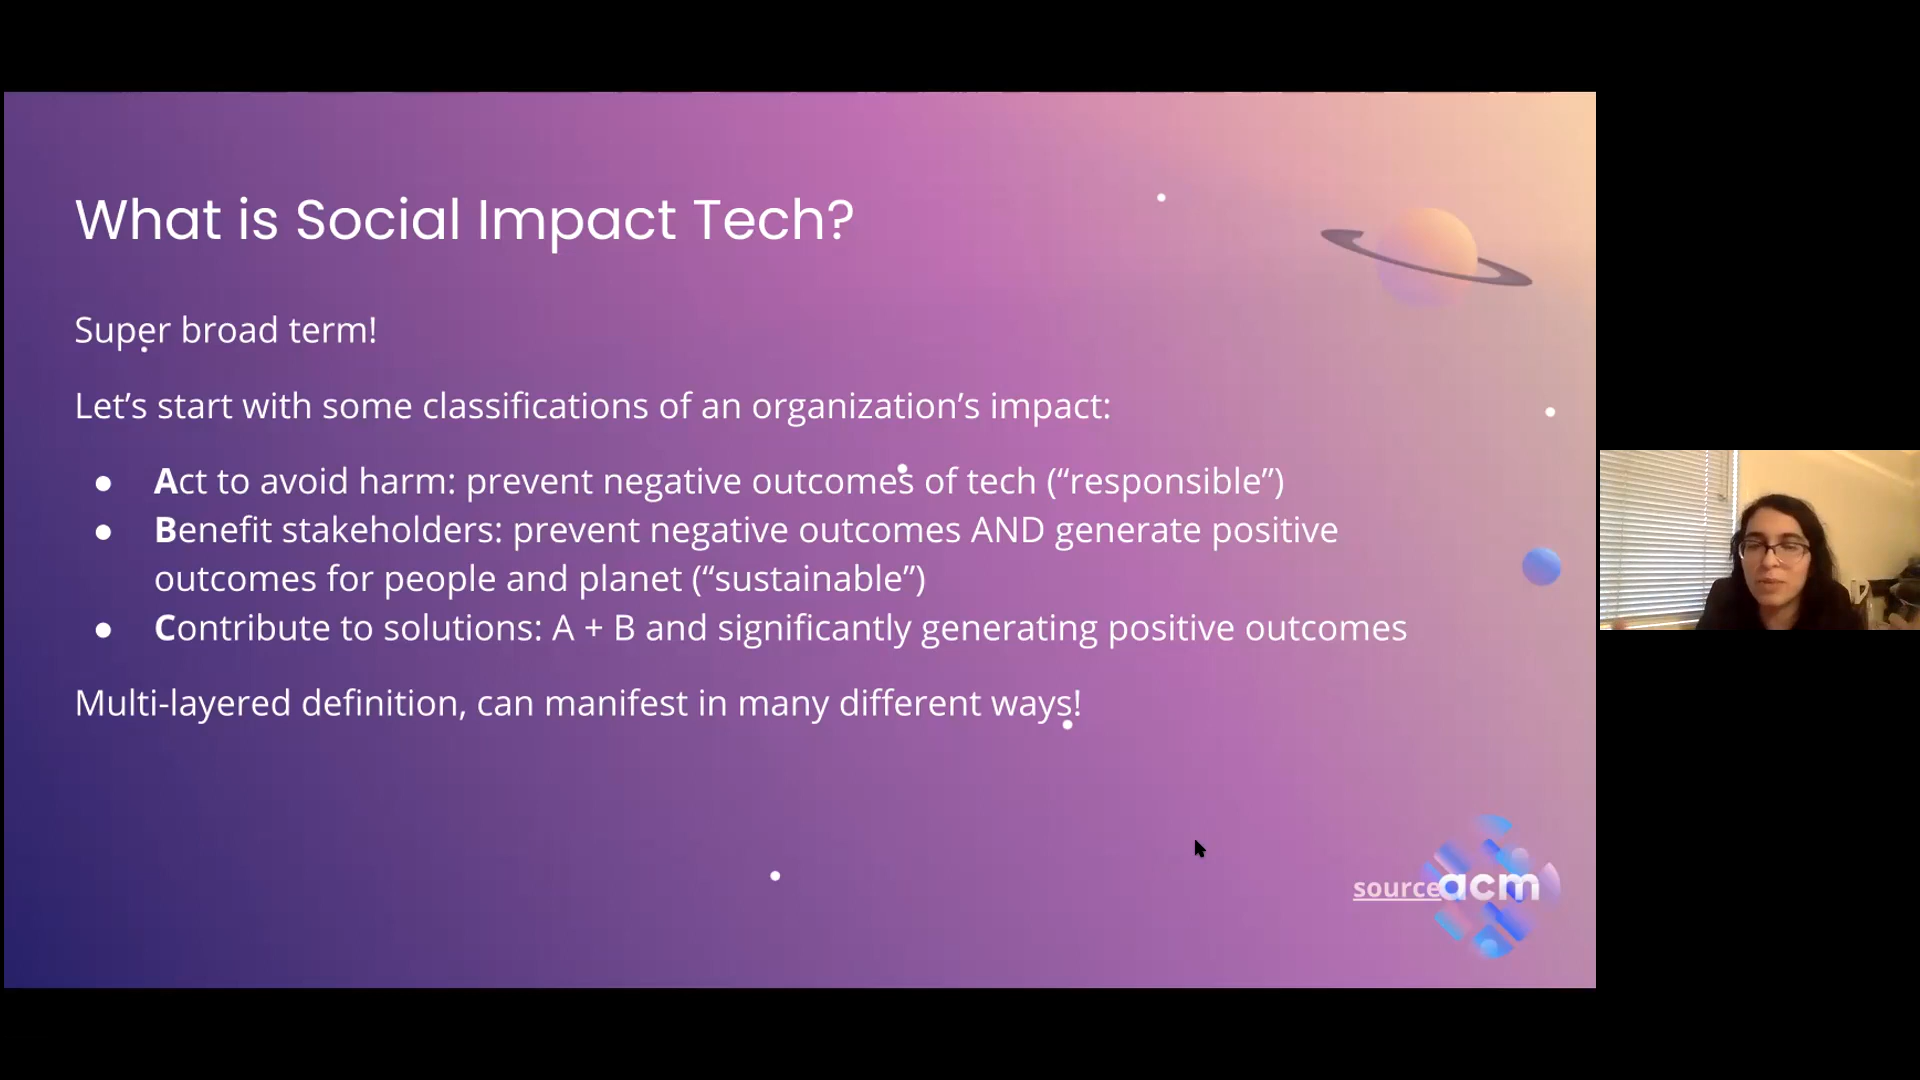 What is Social Impact Tech?
Super broad term!
Let’s start with some classifications of an organization’s impact:
● Act to avoid harm: prevent negative outcomes of tech (“responsible”)
● Benefit stakeholders: prevent negative outcomes AND generate positive
outcomes for people and planet (“sustainable”)
● Contribute to solutions: A + B and significantly generating positive outcomes
Multi-layered definition, can manifest in many different ways!
source
acm